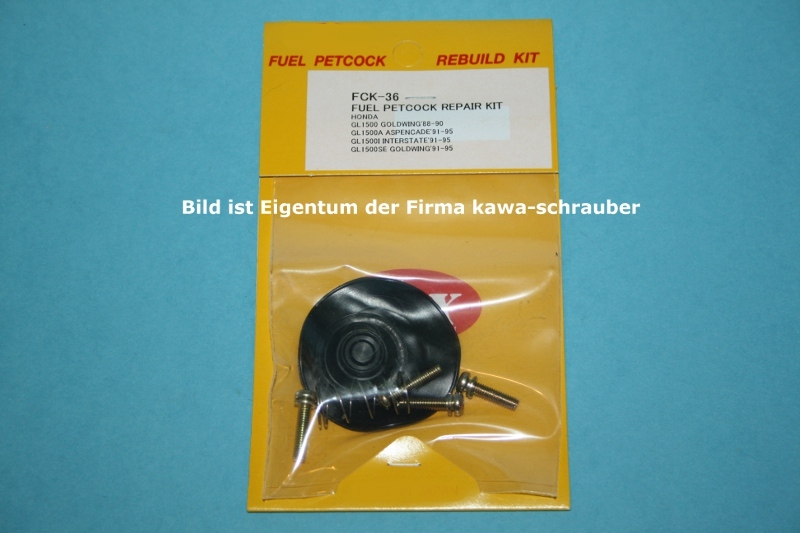 FUEL PETCOCK REBUILD KIT
FCK-36
FUEL PETCOCK REPAIR KIT
HONDA
GL1500 GOLDWING'88-90
GL1500A ASPENCADE'91-95
GL1500I INTERSTATE'91-95
GL1500SE GOLDWING'91-95
Bild ist Eigentum der Firma kawa-schrauber
K